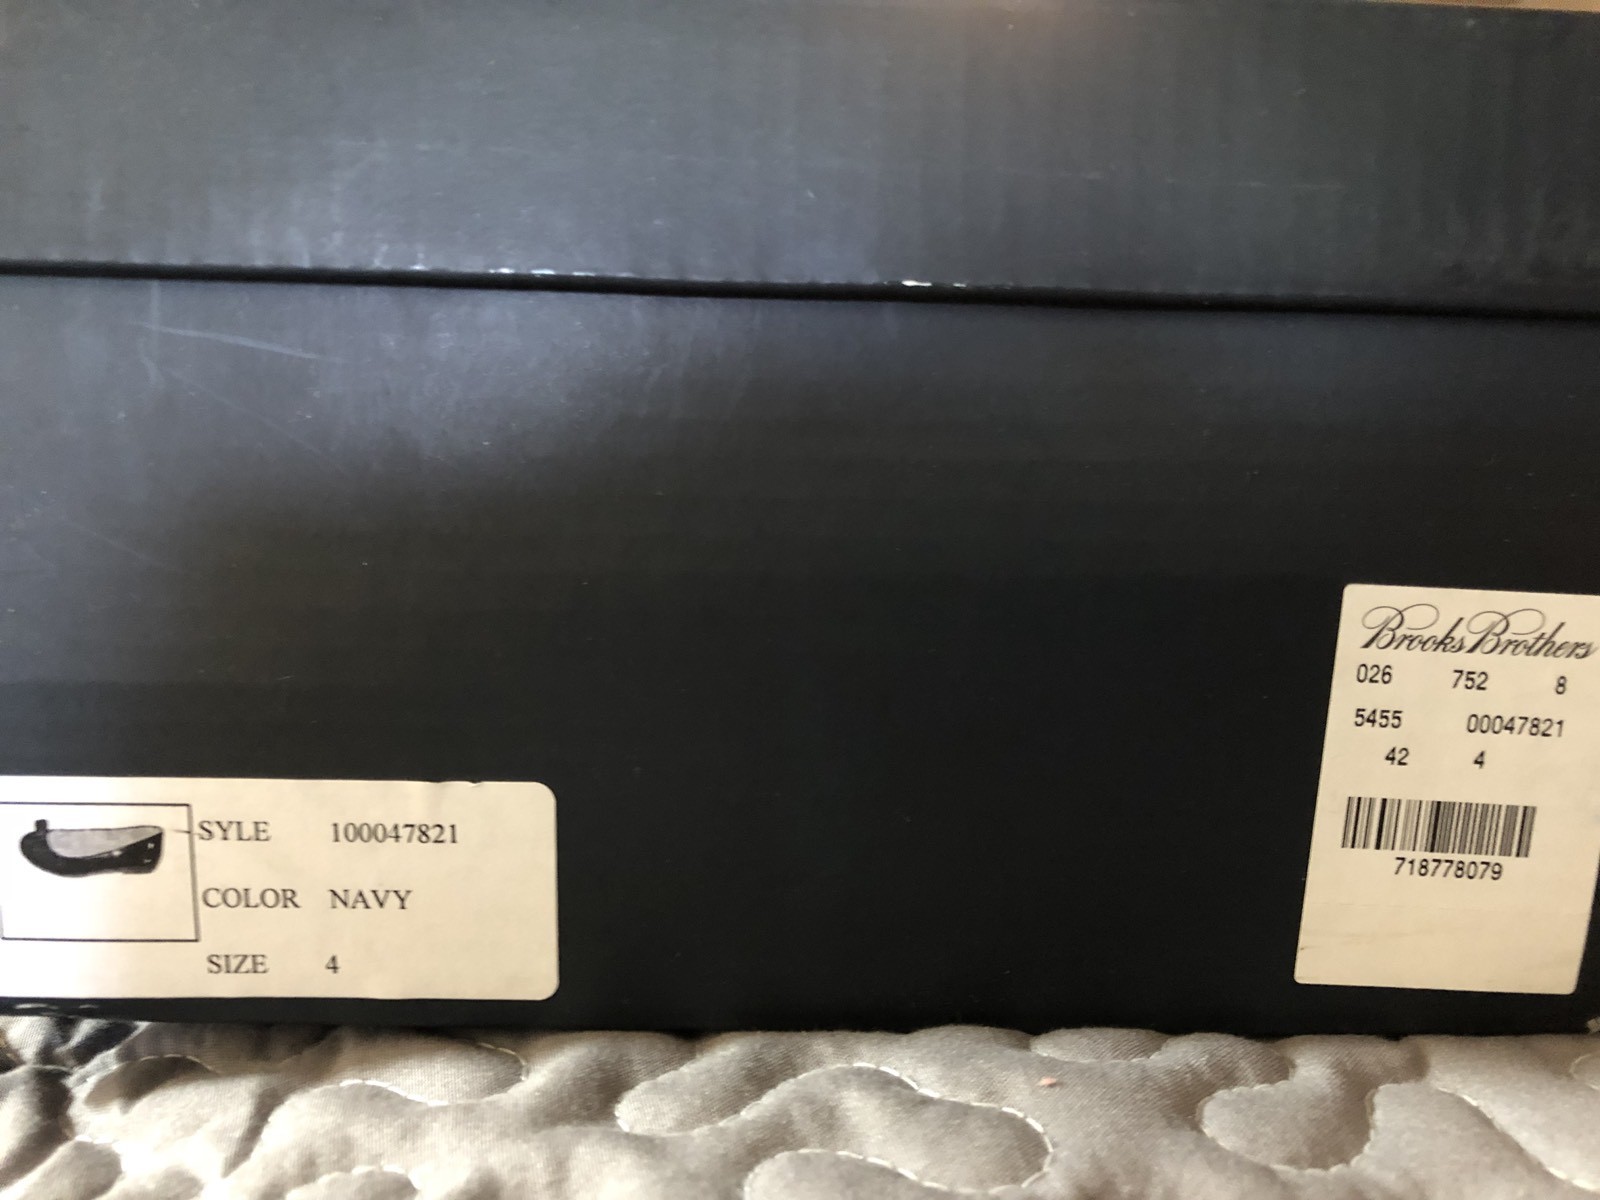 Brooks Brothers
026 752 8
5455 00047821
42 4
718778079
SYLE 100047821
COLOR NAVY
SIZE 4